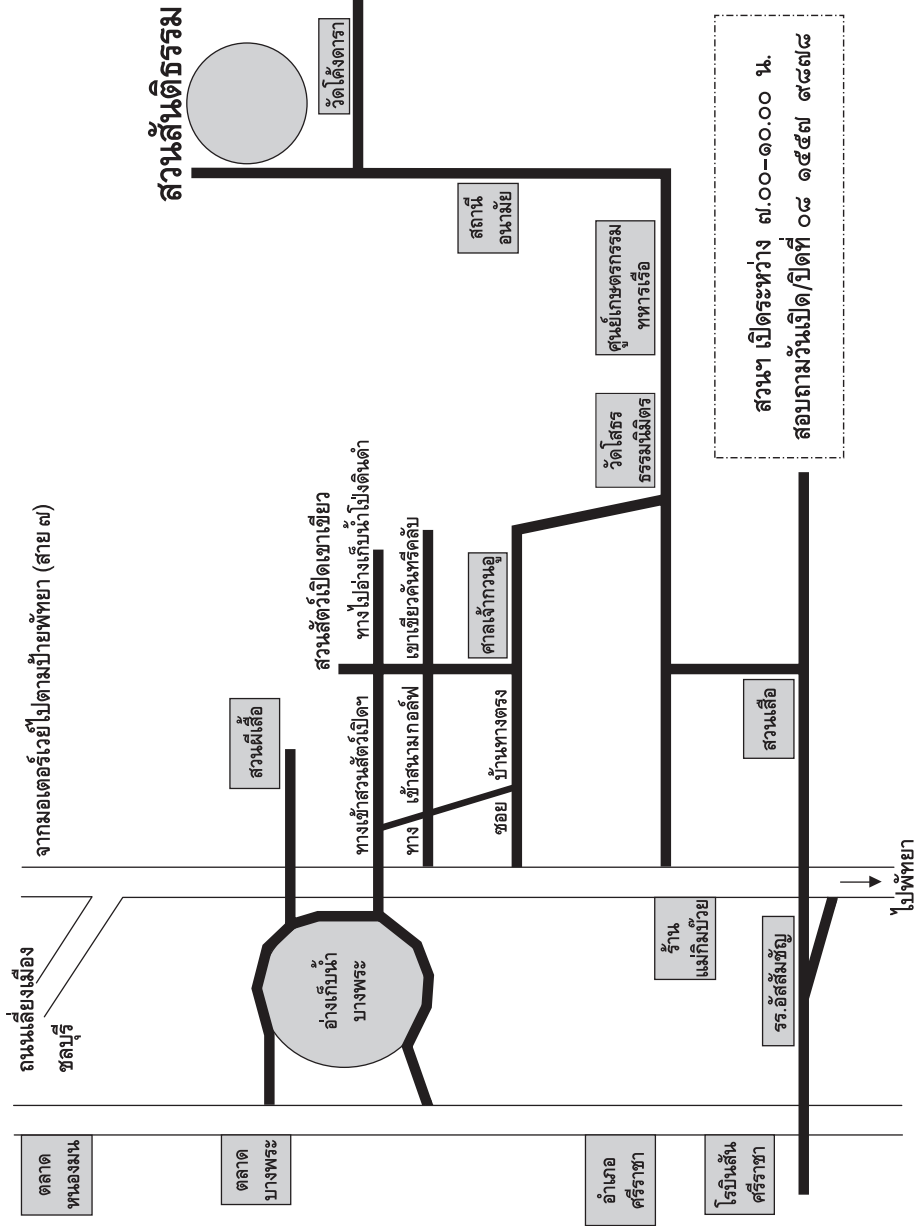 สวนสันติธรรม
วัดโค้งดารา
สถานี
อนามัย
ศูนย์เกษตรกรรม
ทหารเรือ
วัดโสธร
ธรรมนิมิตร
สวนฯ เปิดระหว่าง ๗.๐๐-๑๐.๐๐ น.
สอบถามวันเปิด/ปิดที่ ๐๘ ๑๕๕๗ ๙๘๗๘
จากมอเตอร์เวย์ไปตามป้ายพัทยา (สาย ๗)
สวนผีเสื้อ
สวนสัตว์เปิดเขาเขียว
ทางเข้าสวนสัตว์เปิดฯ
ทางไปอ่างเก็บน้ำโป่งดินดำ
ทาง เข้าสนามกอล์ฟ
เขาเขียวคันทรีคลับ
ศาลเจ้ากวนอู
ซอย บ้านทางตรง
สวนเสือ
ถนนเลี่ยงเมือง
ชลบุรี
อ่างเก็บน้ำ
บางพระ
ร้าน
แม่กิมบ๊วย
รร.อัสสัมชัญ
ไปพัทยา
ตลาด
หนองมน
ตลาด
บางพระ
อำเภอ
ศรีราชา
โรบินสัน
ศรีราชา